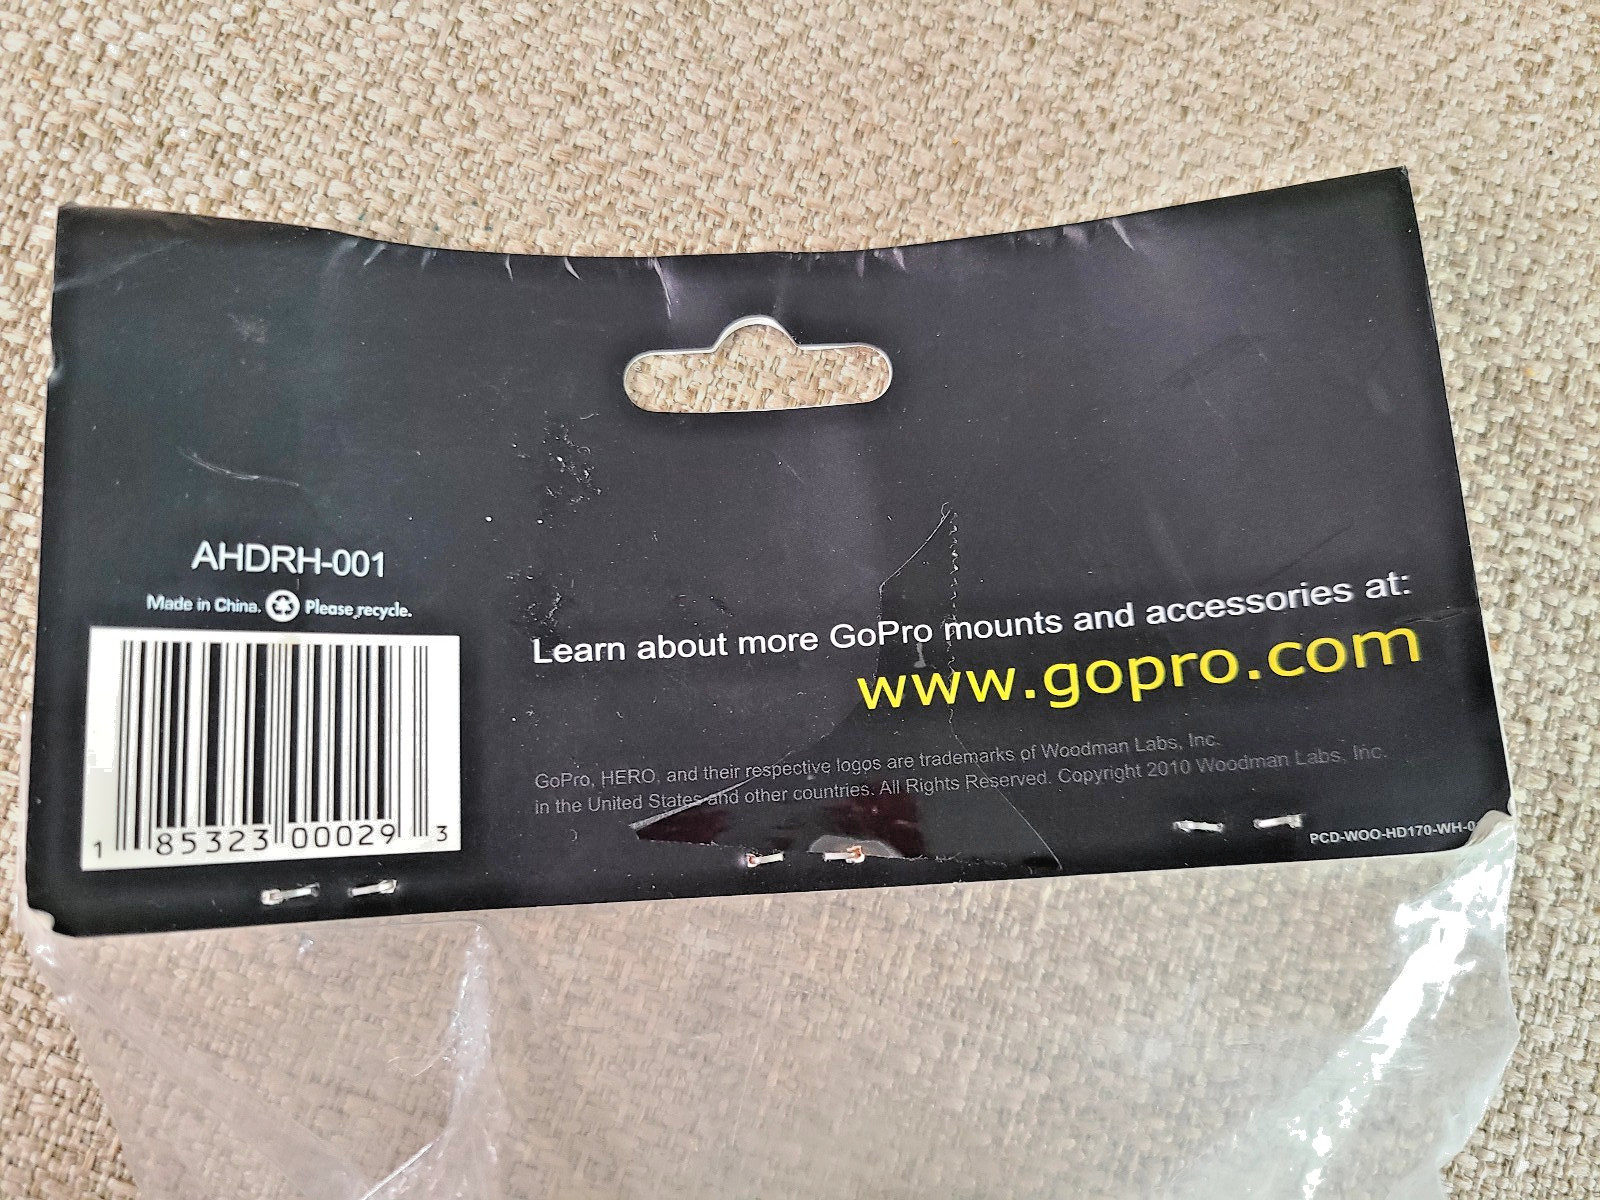 AHDRH-001
Made in China. Please recycle.
1 85323 00029 3
Learn about more GoPro mounts and accessories at:
www.gopro.com
GoPro, HERO, and their respective logos are trademarks of Woodman Labs, Inc.
in the United States and other countries. All Rights Reserved. Copyright 2010 Woodman Labs, Inc.
PCD-WOO-HD170-WH-0